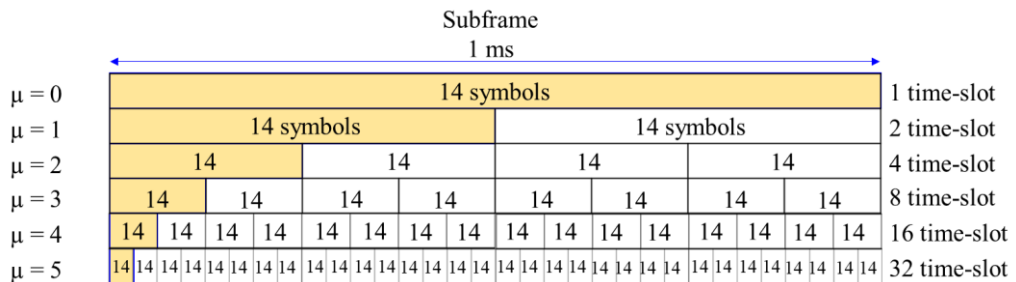 Subframe
1 ms
μ = 0 14 symbols 1 time-slot
μ = 1 14 symbols 14 symbols 2 time-slot
μ = 2 14 14 14 14 4 time-slot
μ = 3 14 14 14 14 14 14 14 14 8 time-slot
μ = 4 14 14 14 14 14 14 14 14 14 14 14 14 14 14 14 14 16 time-slot
μ = 5 14 14 14 14 14 14 14 14 14 14 14 14 14 14 14 14 14 14 14 14 14 14 14 14 14 14 14 14 14 14 14 14 32 time-slot